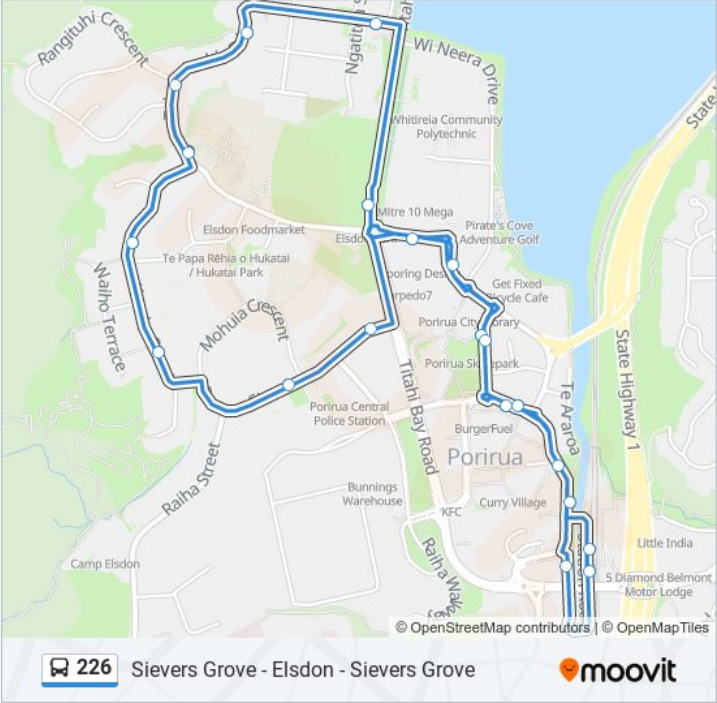 Rangituhi Crescent
Wi Neera Drive
State
Whitireia Community
Polytechnic
Mitre 10 Mega
Elsdon Foodmarket
Pirate's Cove
Adventure Golf
Te Papa Rēhia o Hukatai
/ Hukatai Park
Get Fixed
Bicycle Cafe
Waiho Terrace
Mohuia Crescent
Porirua City Library
State Highway 1
Porirua Skatepark
Te Araroa
Titahi Bay Road
Porirua Central
Police Station
BurgerFuel
Porirua
Raiha Street
Bunnings
Warehouse
Curry Village
KFC
Little India
Camp Elsdon
5 Diamond Belmont
Motor Lodge
© OpenStreetMap contributors | © OpenMapTiles
226 Sievers Grove - Elsdon - Sievers Grove
moovit